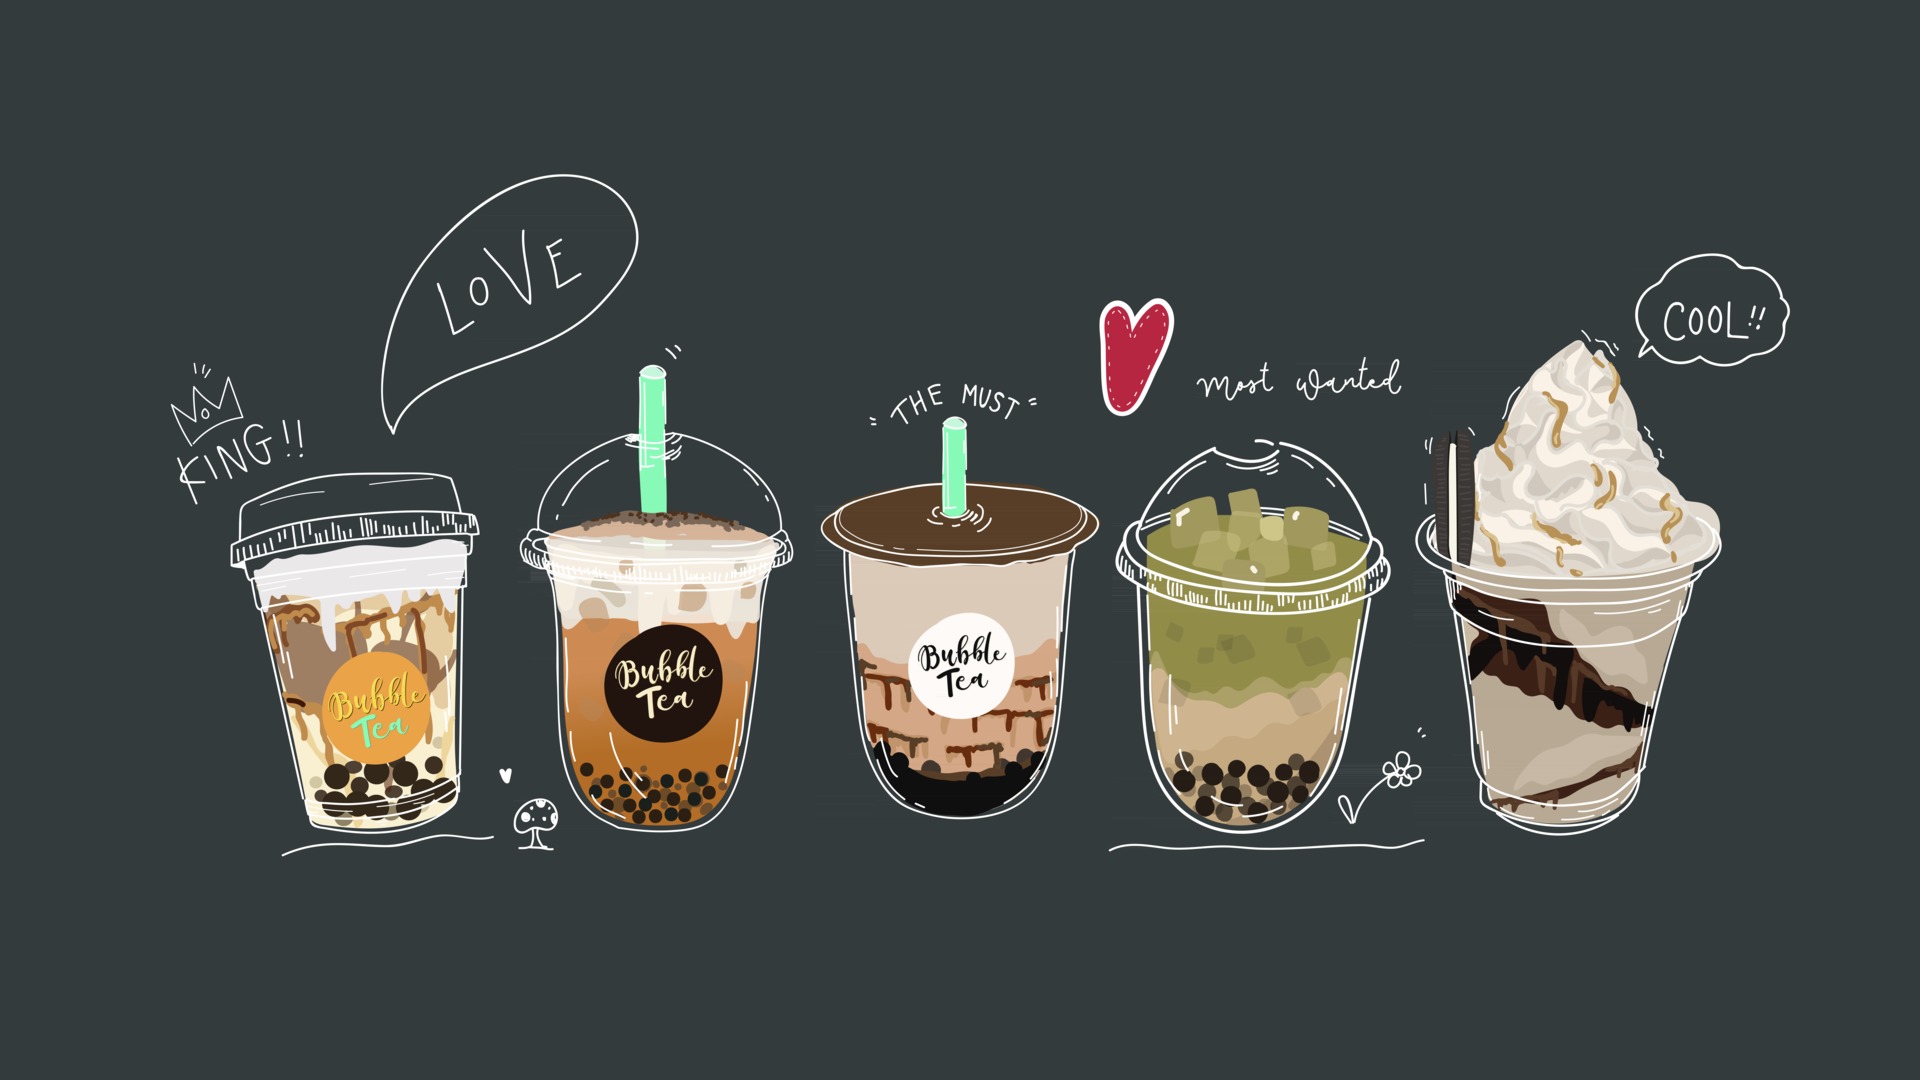 LOVE
KING!!
THE MUST
Most Wanted
COOL!!
Bubble
Tea
Bubble
Tea
Bubble
Tea